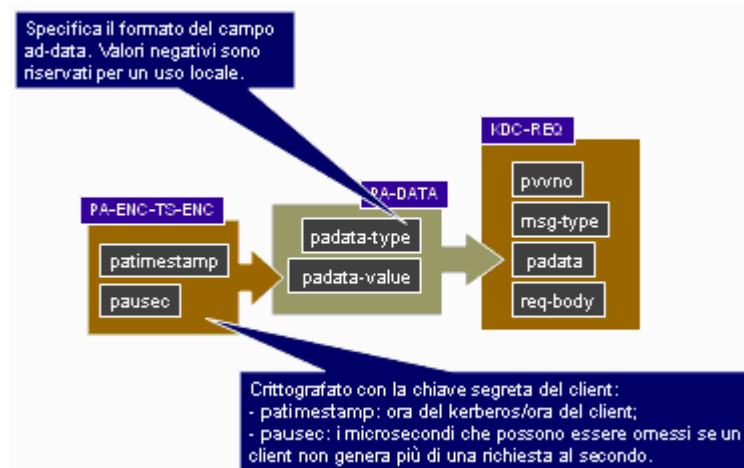 Specifica il formato del campo
ad-data. Valori negativi sono
riservati per un uso locale.
KDC-REQ
pvvno
msg-type
padata
req-body
PA-DATA
padata-type
padata-value
PA-ENC-TS-ENC
patimestamp
pausec
Crittografato con la chiave segreta del client:
- patimestamp: ora del kerberos/ora del client;
- pausec: i microsecondi che possono essere omessi se un
client non genera più di una richiesta al secondo.